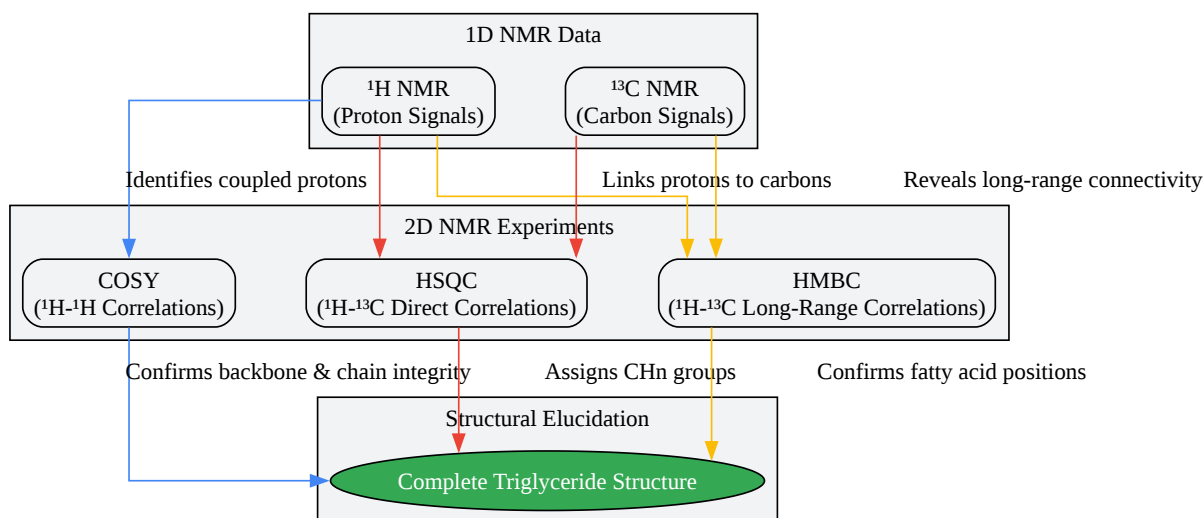 1D NMR Data
¹H NMR
(Proton Signals)
¹³C NMR
(Carbon Signals)
Identifies coupled protons
Links protons to carbons
Reveals long-range connectivity
2D NMR Experiments
COSY
(¹H-¹H Correlations)
HSQC
(¹H-¹³C Direct Correlations)
HMBC
(¹H-¹³C Long-Range Correlations)
Confirms backbone & chain integrity
Assigns CHn groups
Confirms fatty acid positions
Structural Elucidation
Complete Triglyceride Structure